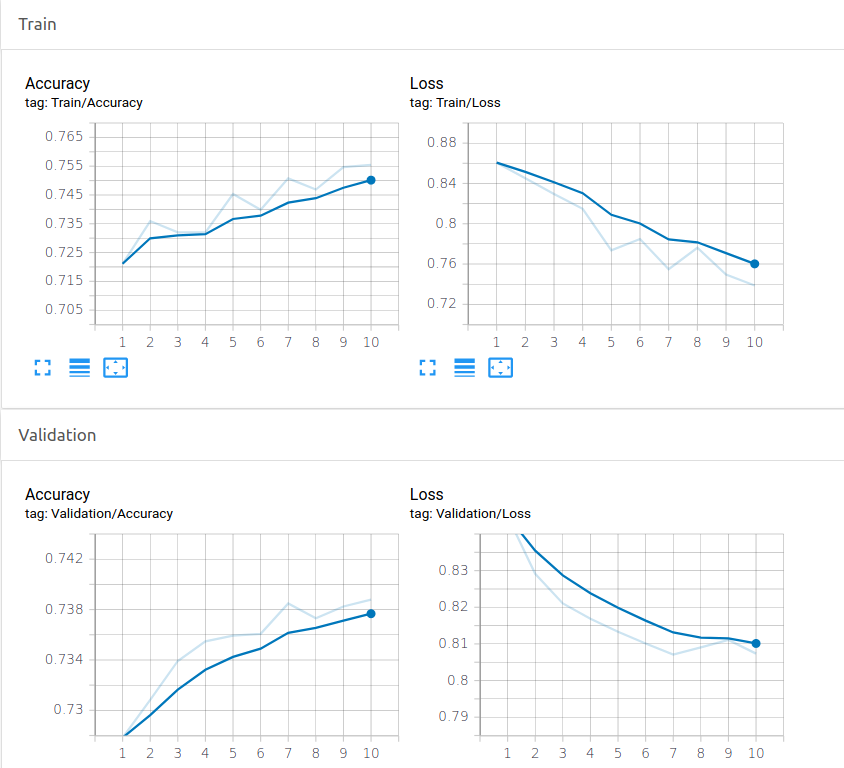 Train
Accuracy
tag: Train/Accuracy
0.765
0.755
0.745
0.735
0.725
0.715
0.705
1 2 3 4 5 6 7 8 9 10
Loss
tag: Train/Loss
0.88
0.84
0.8
0.76
0.72
1 2 3 4 5 6 7 8 9 10
Validation
Accuracy
tag: Validation/Accuracy
0.742
0.738
0.734
0.73
1 2 3 4 5 6 7 8 9 10
Loss
tag: Validation/Loss
0.83
0.82
0.81
0.8
0.79
1 2 3 4 5 6 7 8 9 10